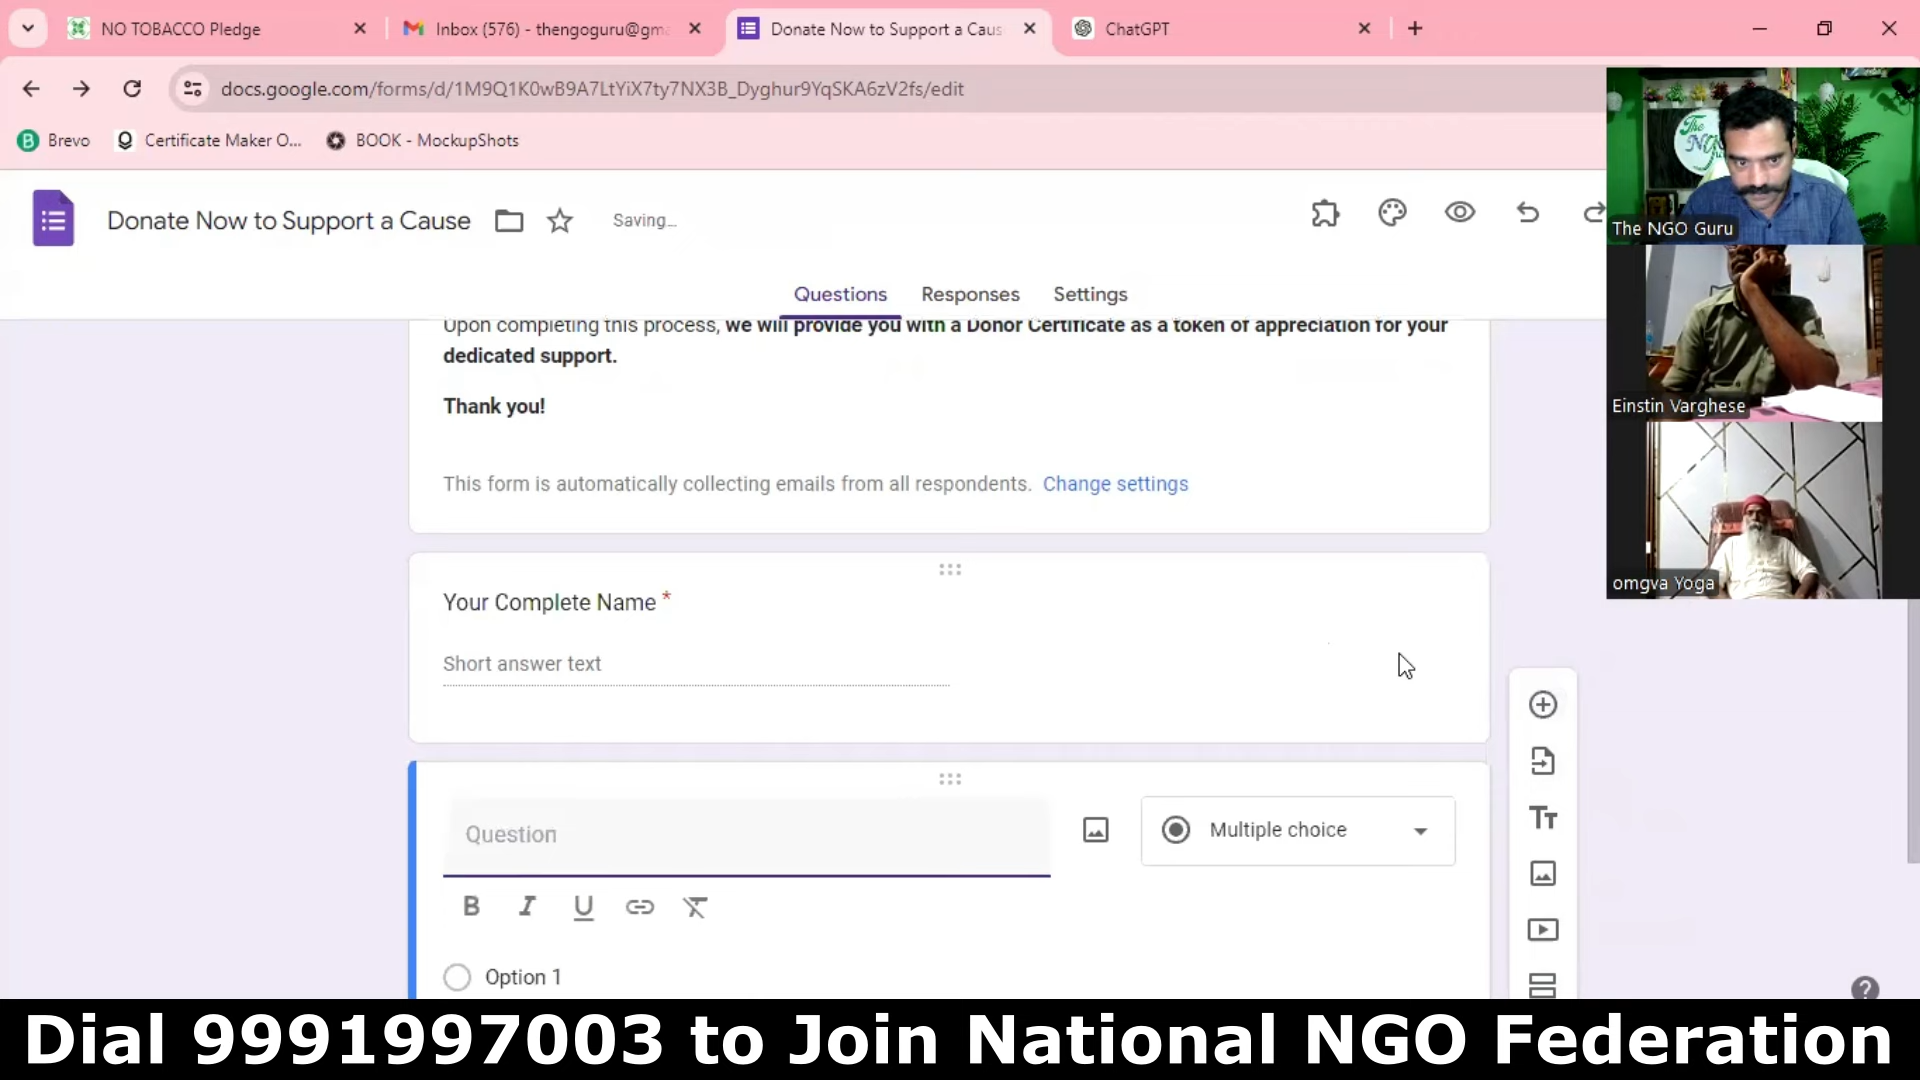 NO TOBACCO Pledge
Inbox (576) - thengoguru@gm
Donate Now to Support a Caus
ChatGPT
docs.google.com/forms/d/1M9Q1K0wB9A7LtYiX7ty7NX3B_Dyghur9YqSKA6zV2fs/edit
Brevo
Certificate Maker O...
BOOK - MockupShots
Donate Now to Support a Cause
Saving...
The NGO Guru
Questions
Responses
Settings
Upon completing this process, we will provide you with a Donor Certificate as a token of appreciation for your
dedicated support.
Thank you!
Einstin Varghese
This form is automatically collecting emails from all respondents. Change settings
Your Complete Name *
omgva Yoga
Short answer text
Question
Multiple choice
B I U
Option 1
Dial 9991997003 to Join National NGO Federation